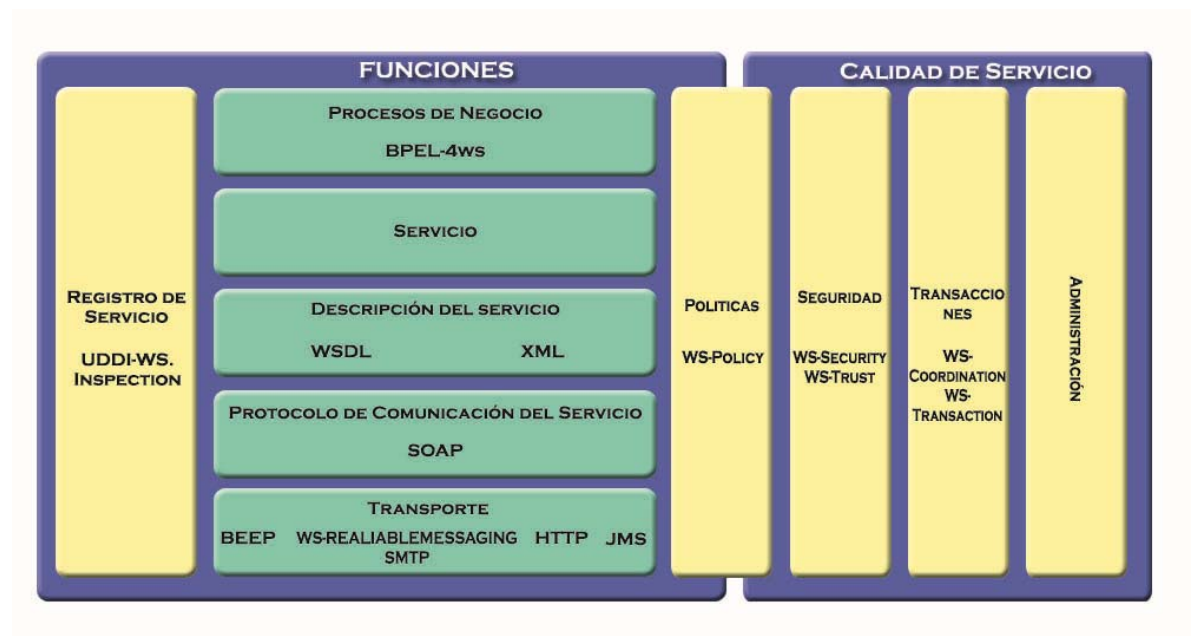 FUNCIONES
REGISTRO DE
SERVICIO
UDDI-WS.
INSPECTION
PROCESOS DE NEGOCIO
BPEL-4WS
SERVICIO
DESCRIPCIÓN DEL SERVICIO
WSDL XML
PROTOCOLO DE COMUNICACIÓN DEL SERVICIO
SOAP
TRANSPORTE
BEEP WS-REALIABLEMESSAGING HTTP JMS
SMTP
POLITICAS
WS-POLICY
CALIDAD DE SERVICIO
SEGURIDAD
WS-SECURITY
WS-TRUST
TRANSACCIO
NES
WS-
COORDINATION
WS-
TRANSACTION
ADMINISTRACIÓN